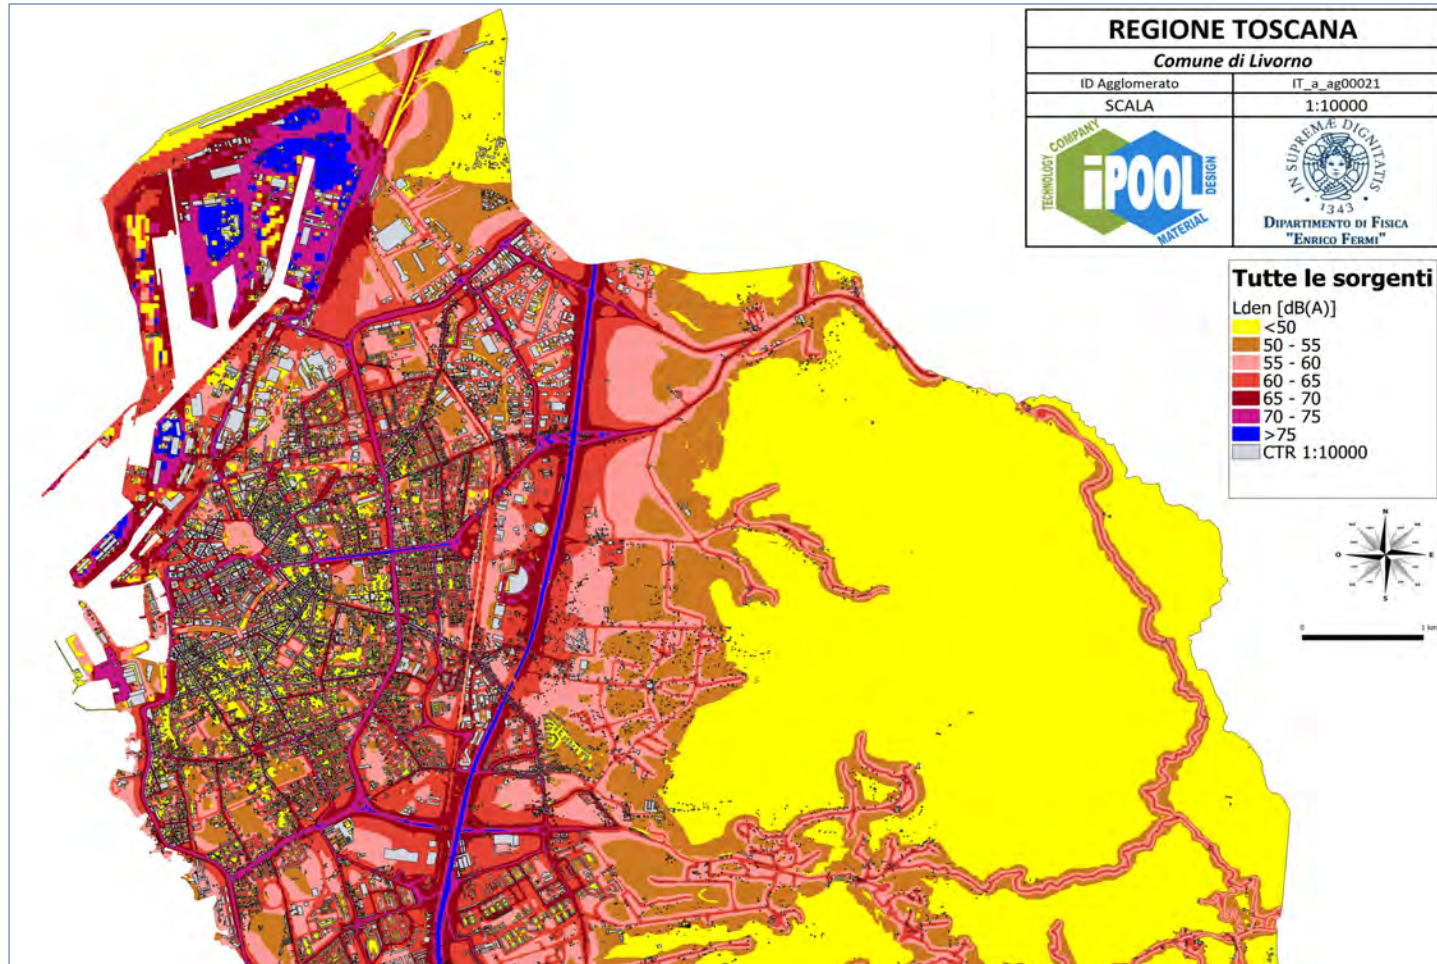 REGIONE TOSCANA
Comune di Livorno
ID Agglomerato IT_a_ag00021
SCALA 1:10000
TECHNOLOGY COMPANY
iPOOL
DESIGN
MATERIAL
IN SUPREMÆ DIGNITATIS
• 1343 •
DIPARTIMENTO DI FISICA
"ENRICO FERMI"
Tutte le sorgenti
Lden [dB(A)]
<50
50 - 55
55 - 60
60 - 65
65 - 70
70 - 75
>75
CTR 1:10000
N
O
E
S
0
1 km